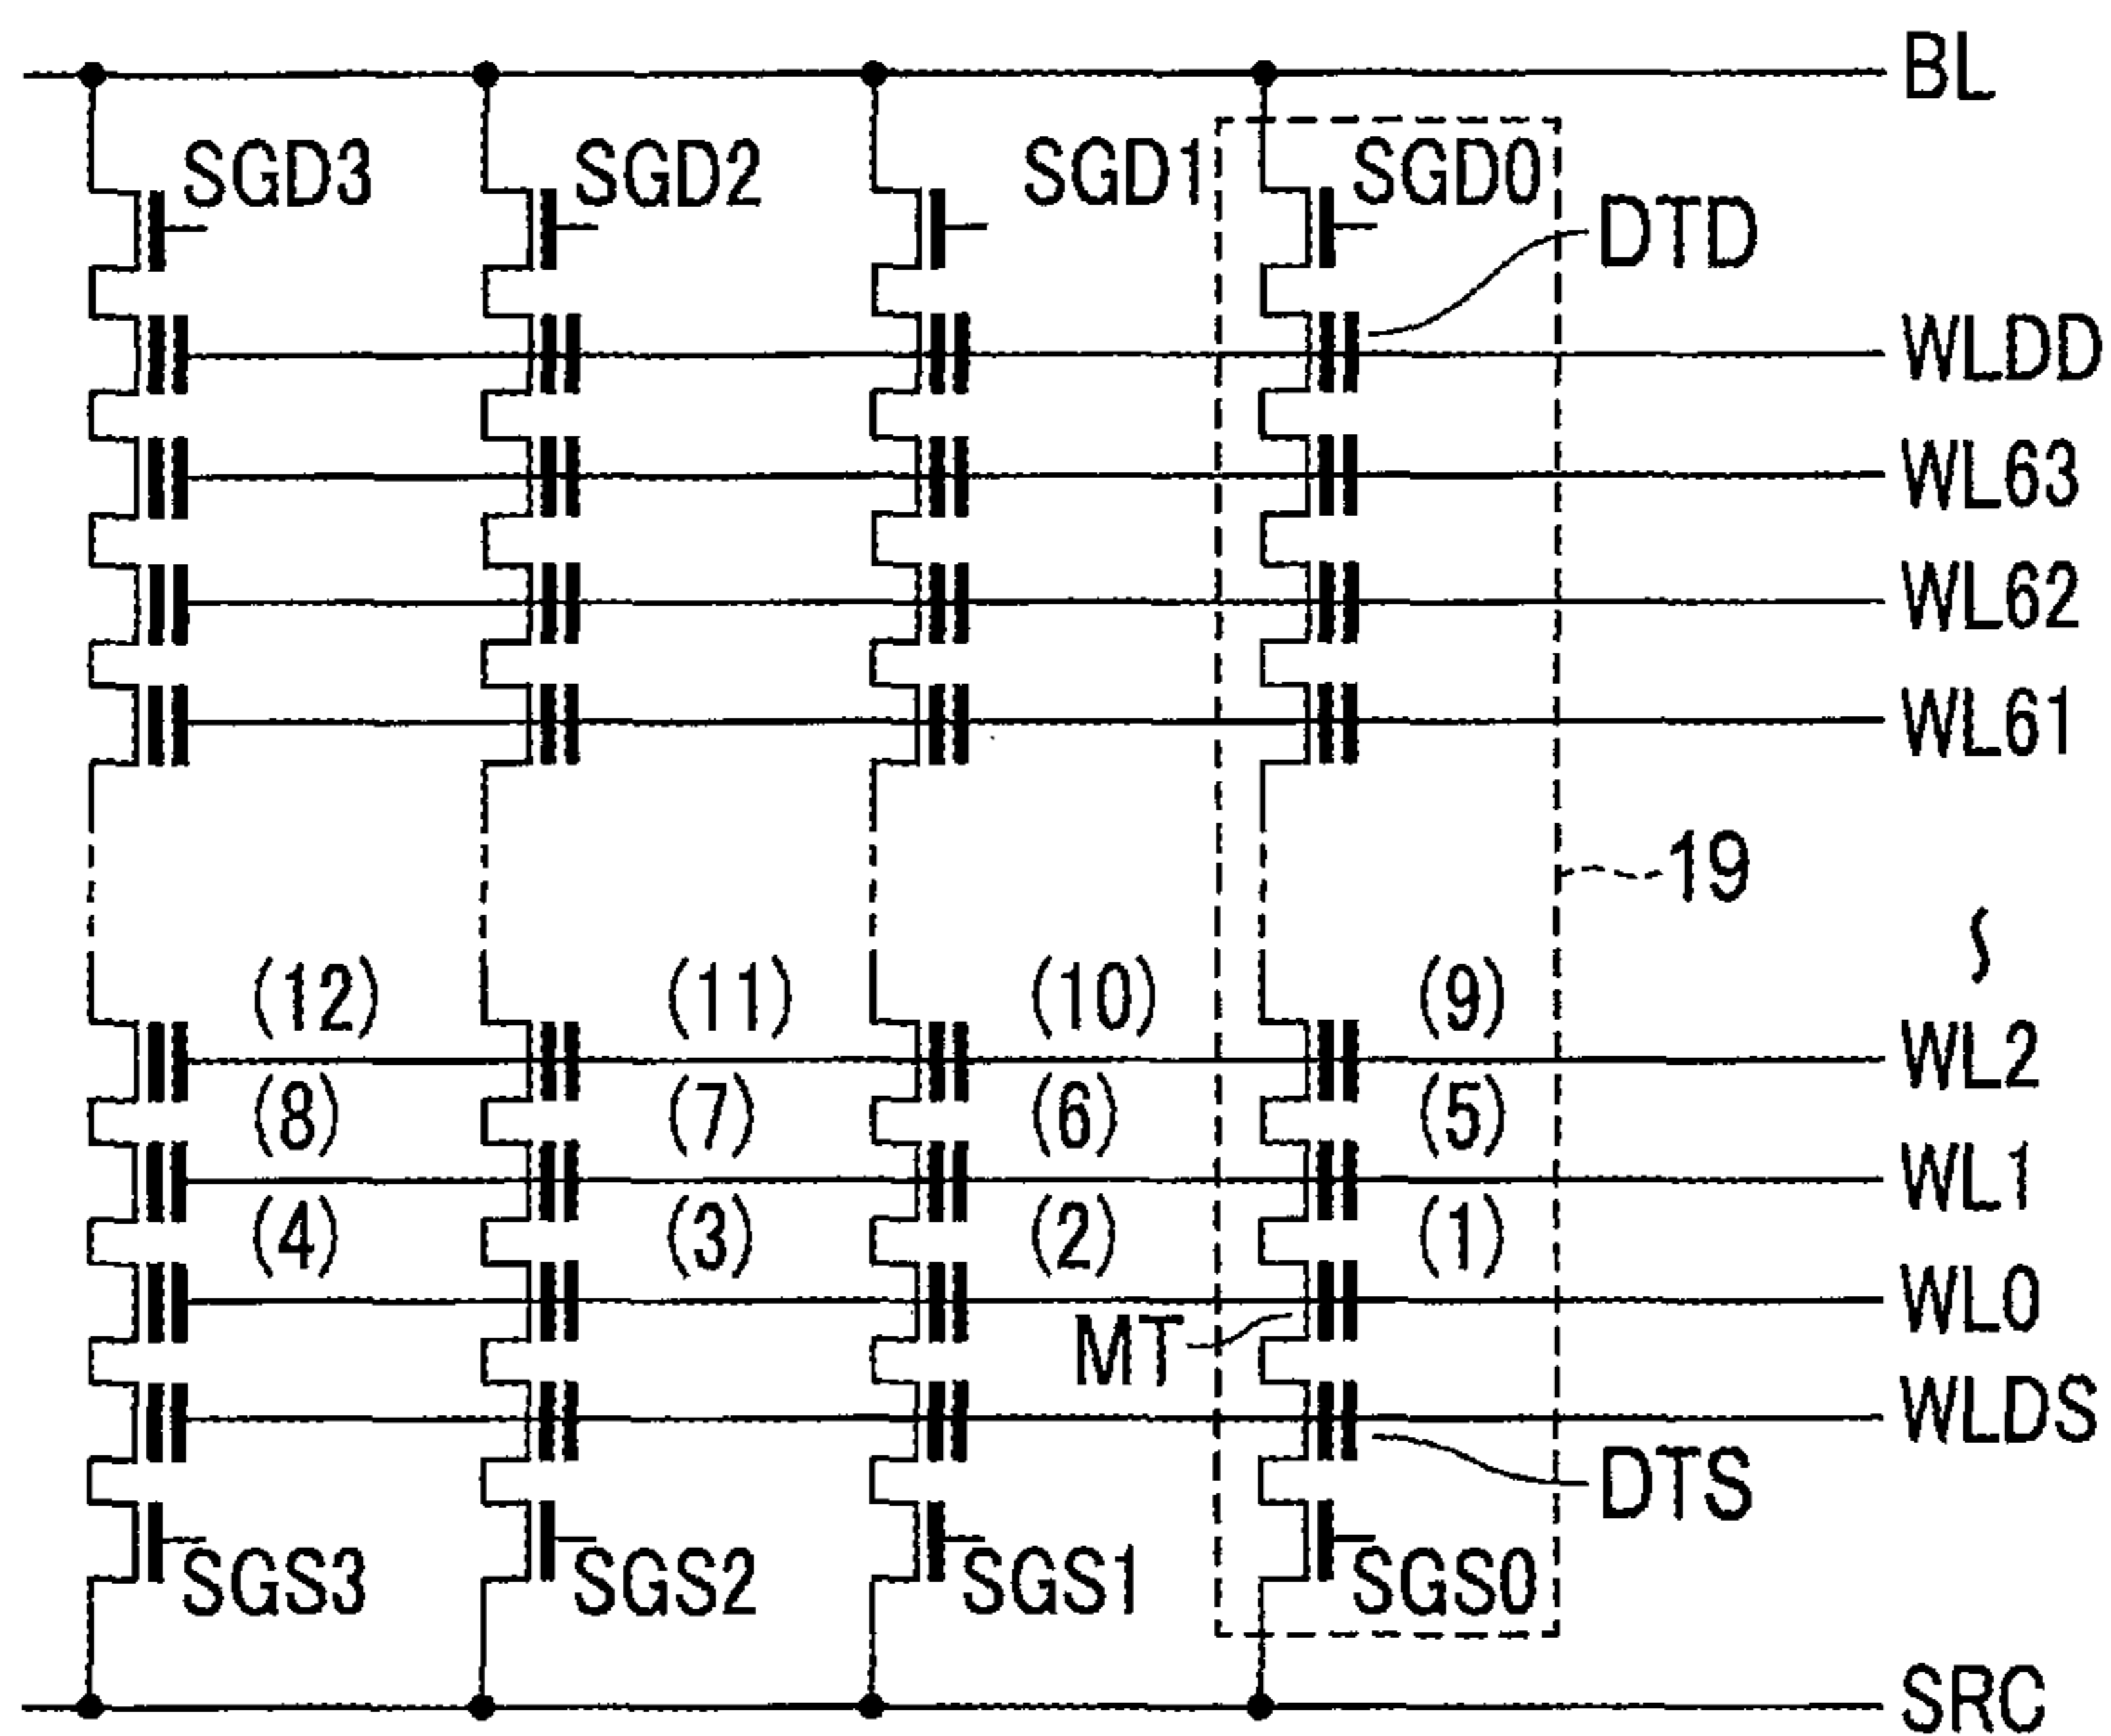 BL
SGD3 SGD2 SGD1 SGD0
DTD
WLDD
WL63
WL62
WL61
19
(12) (11) (10) (9)
WL2
(8) (7) (6) (5)
WL1
(4) (3) (2) (1)
WL0
MT
WLDS
DTS
SGS3 SGS2 SGS1 SGS0
SRC